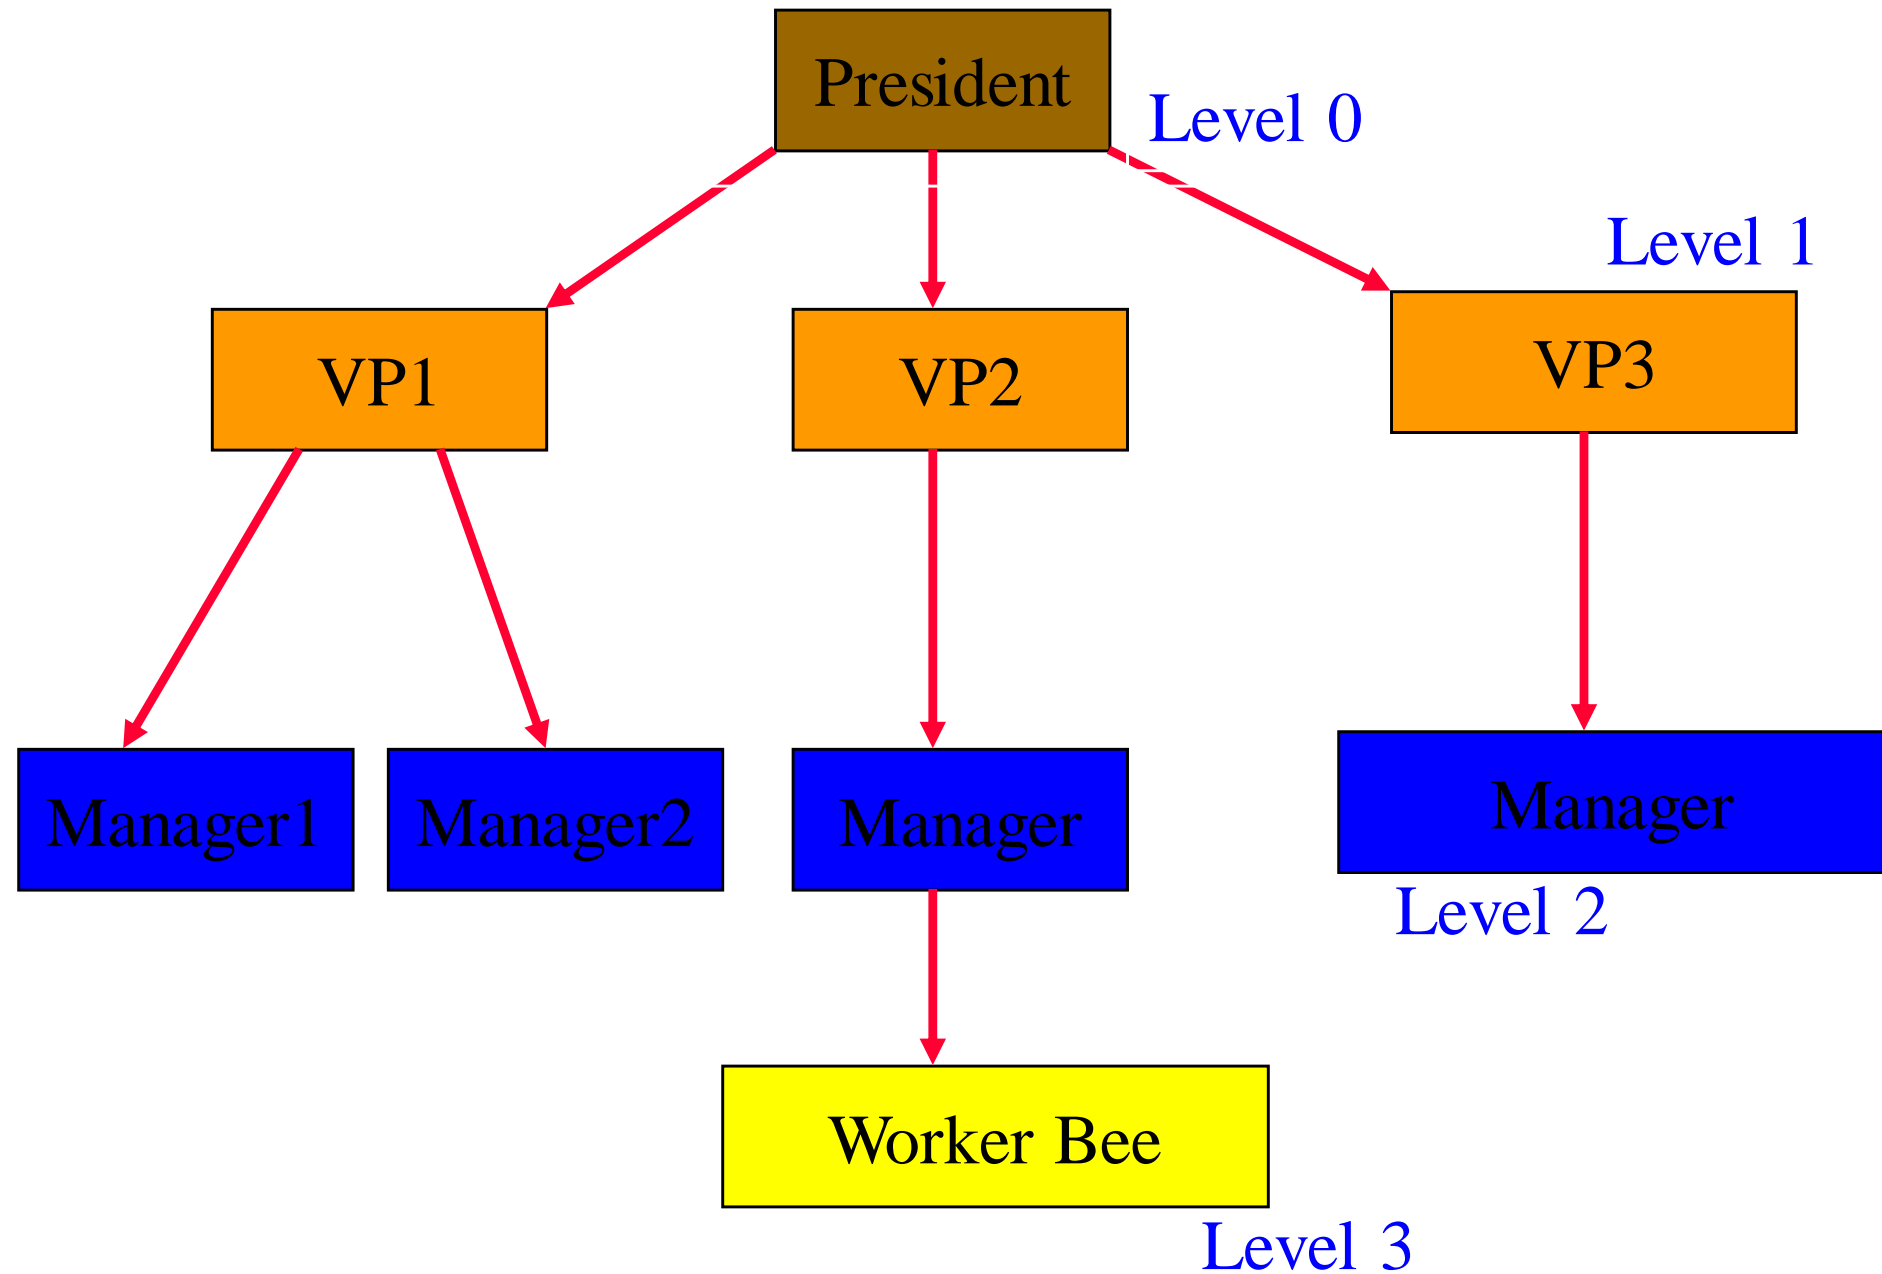 President
Level 0
Level 1
VP1
VP2
VP3
Manager1
Manager2
Manager
Manager
Level 2
Worker Bee
Level 3